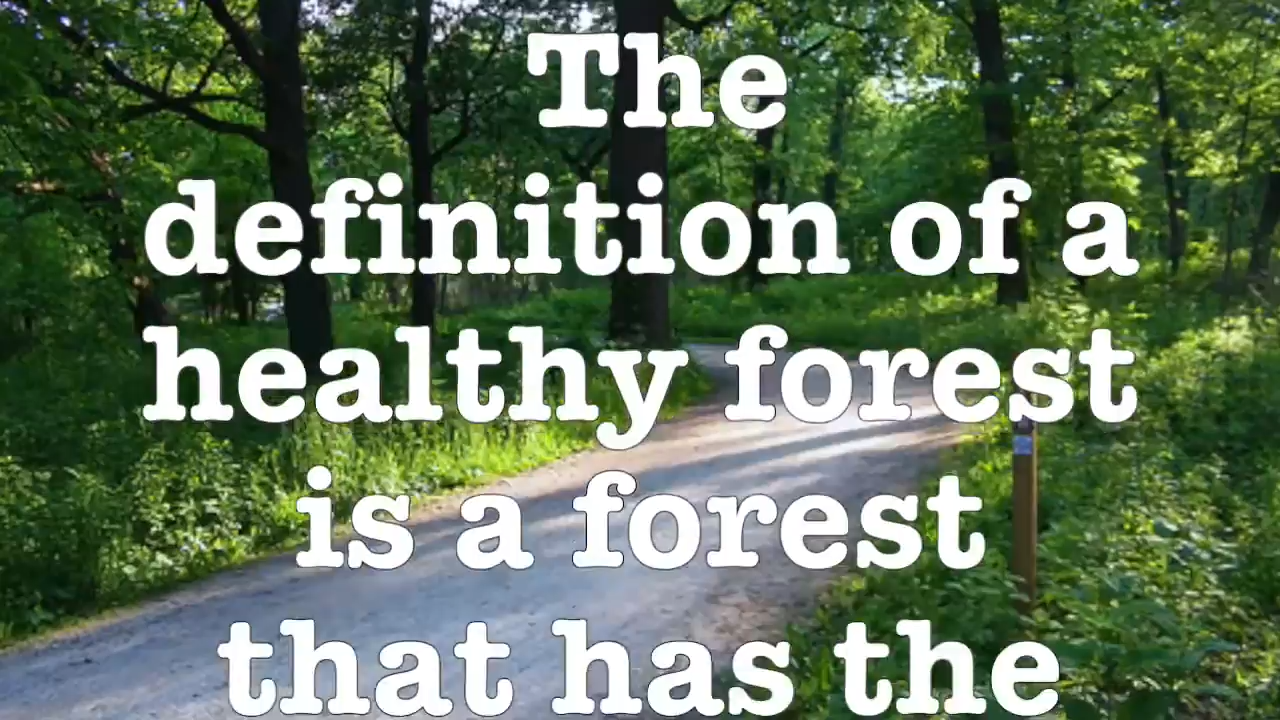 The
definition of a
healthy forest
is a forest
that has the